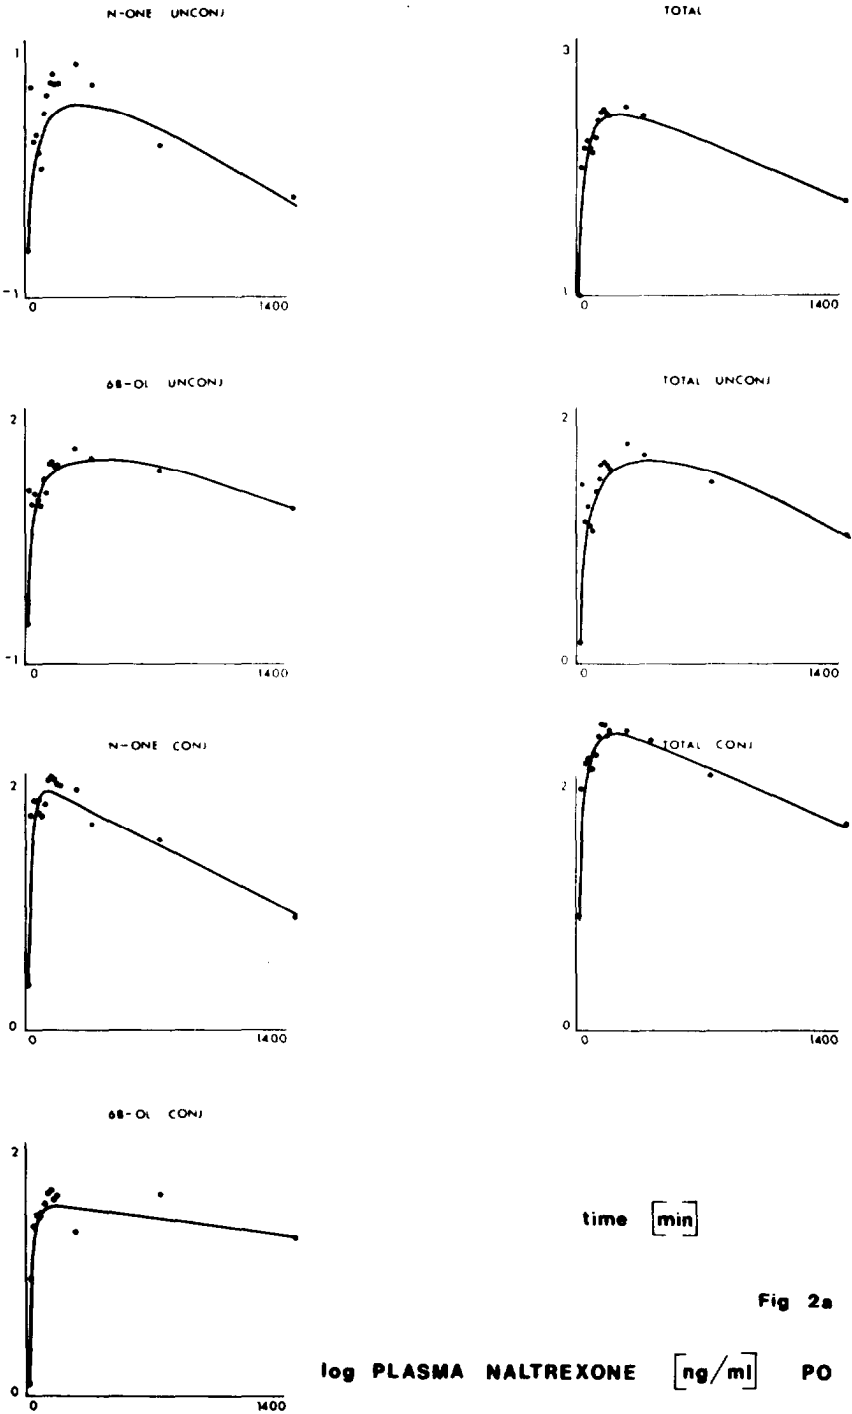 N-ONE UNCONJ
1
-1
0 1400
TOTAL
3
1
0 1400
6B-OL UNCONJ
2
-1
0 1400
TOTAL UNCONJ
2
0
0 1400
N-ONE CONJ
2
0
0 1400
TOTAL CONJ
2
0
0 1400
6B-OL CONJ
2
0
0 1400
time [min]
Fig 2a
log PLASMA NALTREXONE [ng/ml] PO